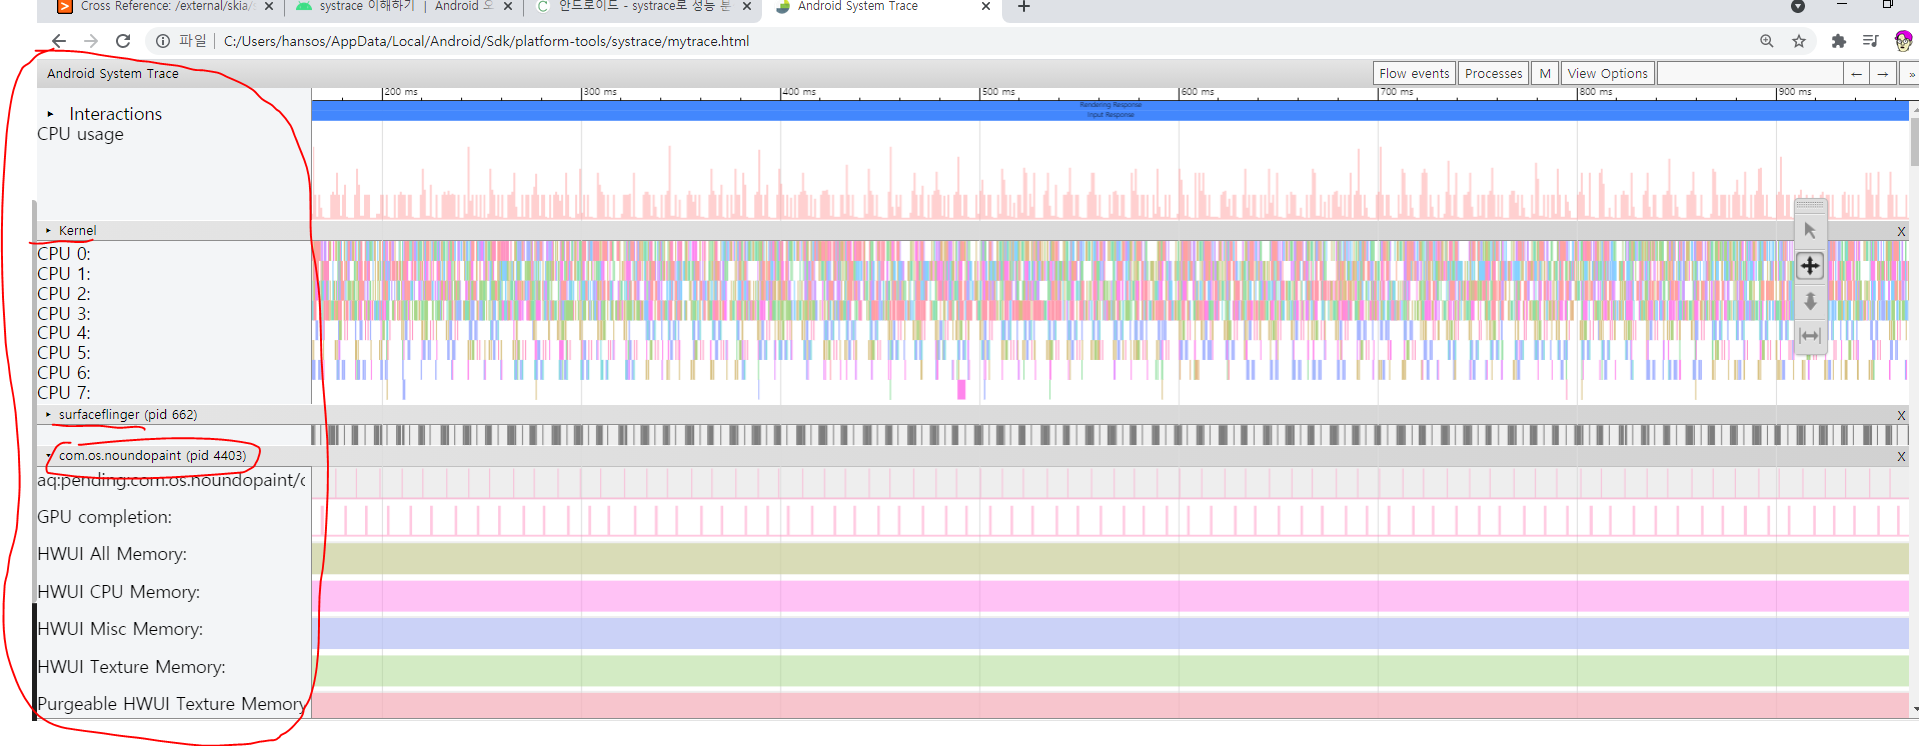 Cross Reference: /external/skia/
systrace 이해하기 | Android 오
안드로이드 - systrace로 성능 분
Android System Trace
파일 C:/Users/hansos/AppData/Local/Android/Sdk/platform-tools/systrace/mytrace.html
Android System Trace
Flow events Processes M View Options ← → »
200 ms 300 ms 400 ms 500 ms 600 ms 700 ms 800 ms 900 ms
Interactions
Rendering Response
Input Response
CPU usage
Kernel X
CPU 0:
CPU 1:
CPU 2:
CPU 3:
CPU 4:
CPU 5:
CPU 6:
CPU 7:
surfaceflinger (pid 662) X
com.os.noundopaint (pid 4403) X
aq:pending:com.os.noundopaint/c
GPU completion:
HWUI All Memory:
HWUI CPU Memory:
HWUI Misc Memory:
HWUI Texture Memory:
Purgeable HWUI Texture Memory